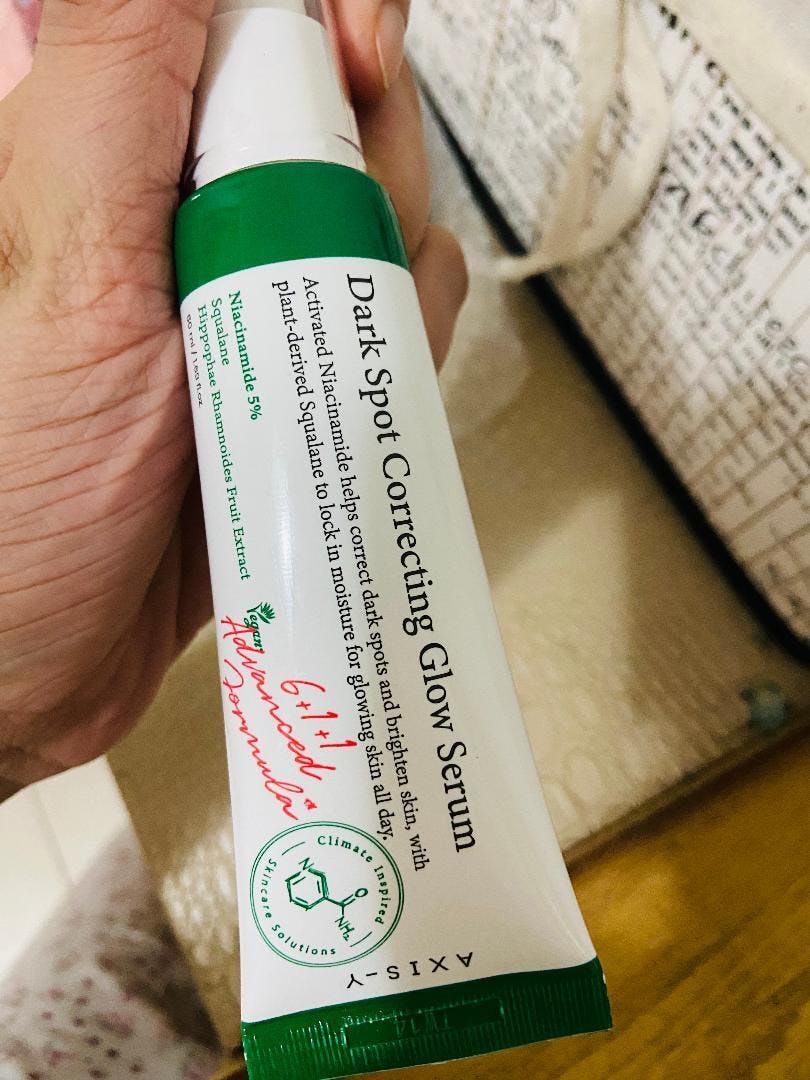 Dark Spot Correcting Glow Serum
Activated Niacinamide helps correct dark spots and brighten skin, with
plant-derived Squalane to lock in moisture for glowing skin all day.
Niacinamide 5%
Squalane
Hippophae Rhamnoides Fruit Extract
Vegan
6+1+1
Advanced
Formula*
Climate Inspired
Skincare Solutions
N
O
NH₂
AXIS-Y